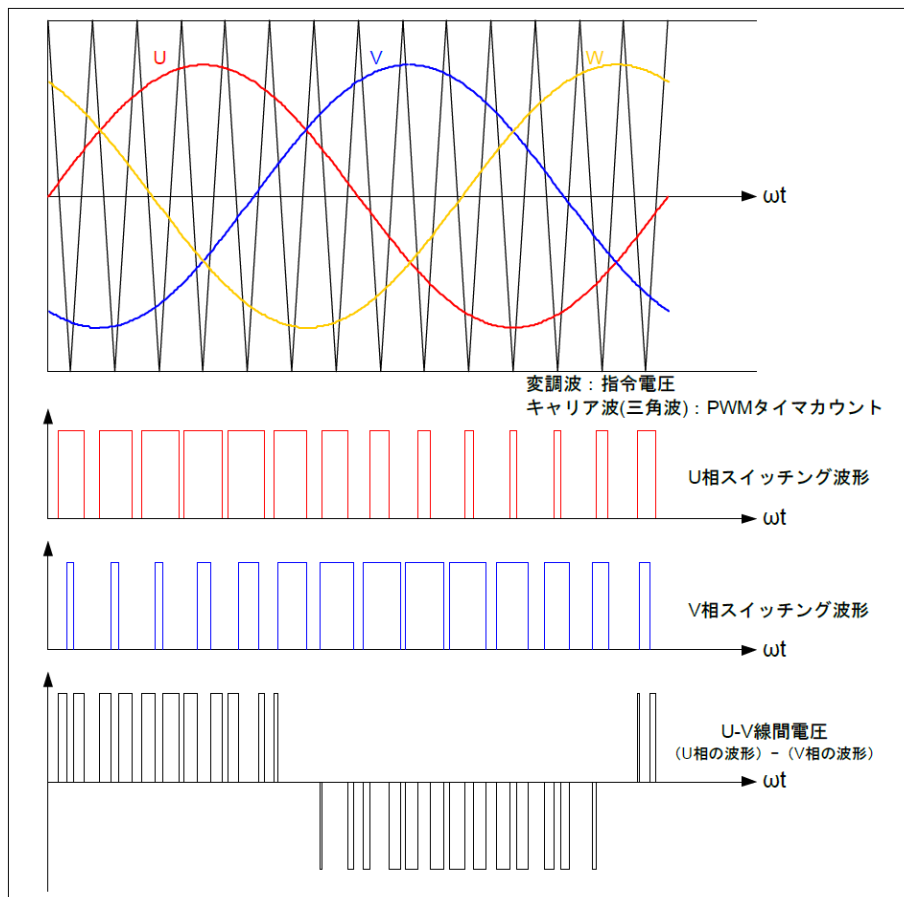 U
V
W
ωt
変調波：指令電圧
キャリア波(三角波)：PWMタイマカウント
U相スイッチング波形
ωt
V相スイッチング波形
ωt
U-V線間電圧
（U相の波形）－（V相の波形）
ωt